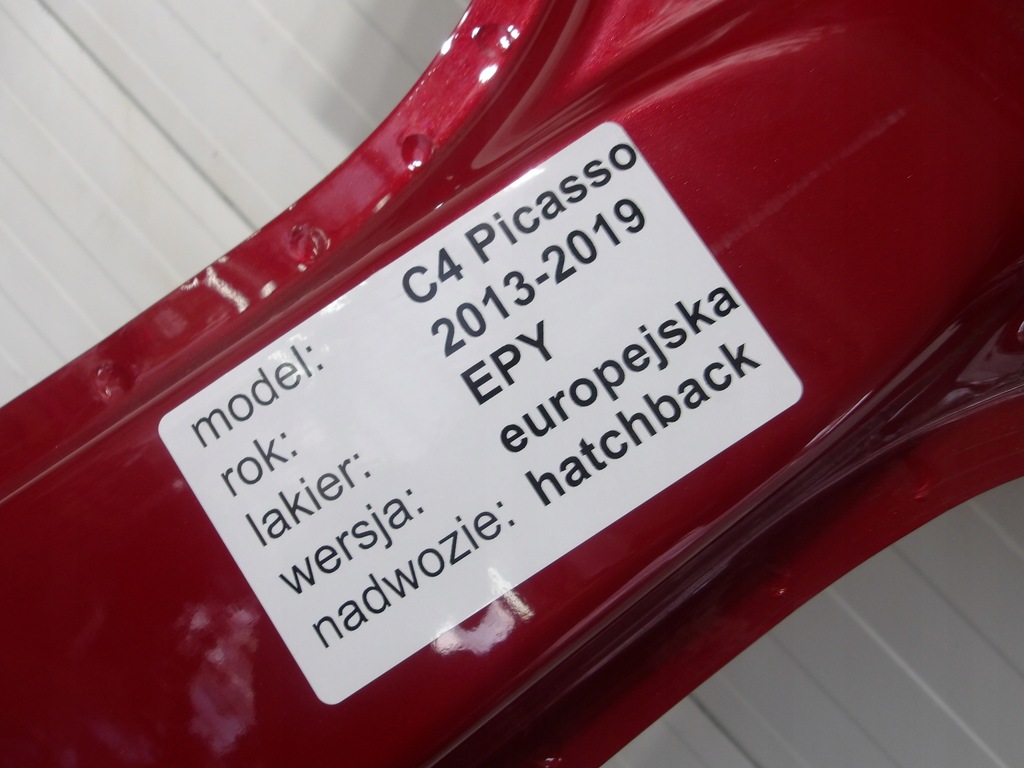 model: C4 Picasso
rok: 2013-2019
lakier: EPY
wersja: europejska
nadwozie: hatchback